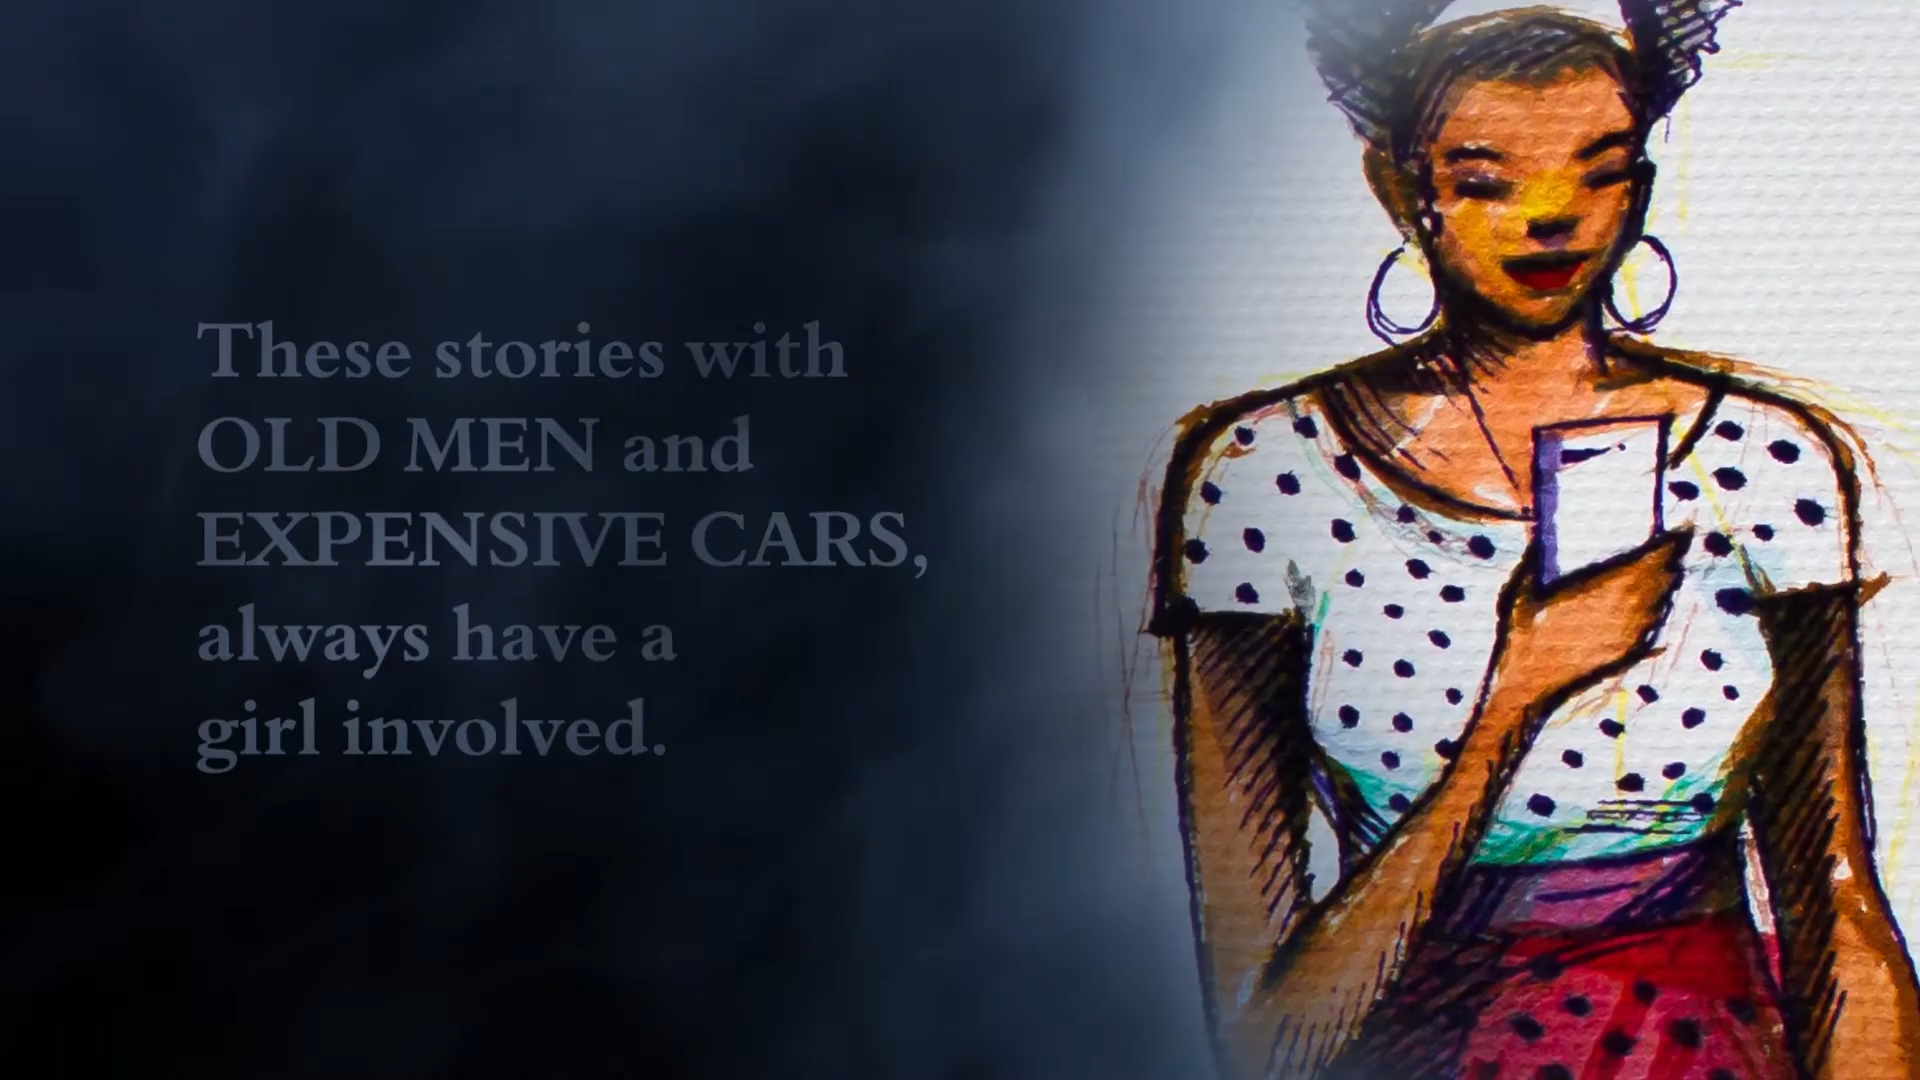 These stories with
OLD MEN and
EXPENSIVE CARS,
always have a
girl involved.